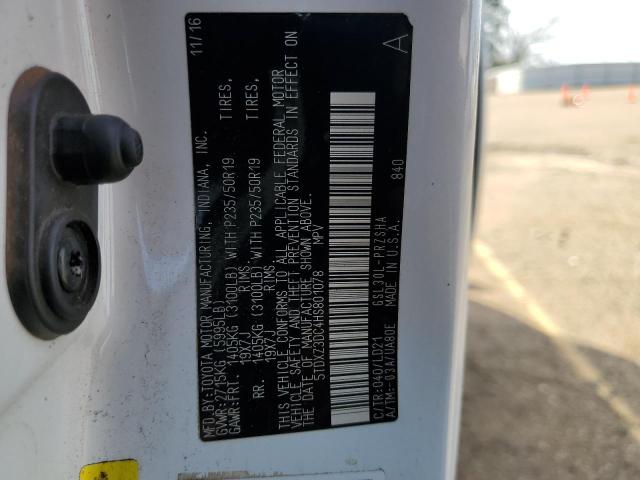 MFD.BY:TOYOTA MOTOR MANUFACTURING, INDIANA, INC. 11/16
GVWR:2715KG (5985LB)
GAWR:FRT. 1405KG (3100LB) WITH P235/50R19 TIRES,
19X7J RIMS
RR. 1405KG (3100LB) WITH P235/50R19 TIRES,
19X7J RIMS
THIS VEHICLE CONFORMS TO ALL APPLICABLE FEDERAL MOTOR
VEHICLE SAFETY AND THEFT PREVENTION STANDARDS IN EFFECT ON
THE DATE OF MANUFACTURE SHOWN ABOVE.
5TDXZ3DC4HS801078 MPV
A
840
C/TR:040/LD21 GSL30L-PRZSHA
A/TM:-03A/UA80E MADE IN U.S.A.